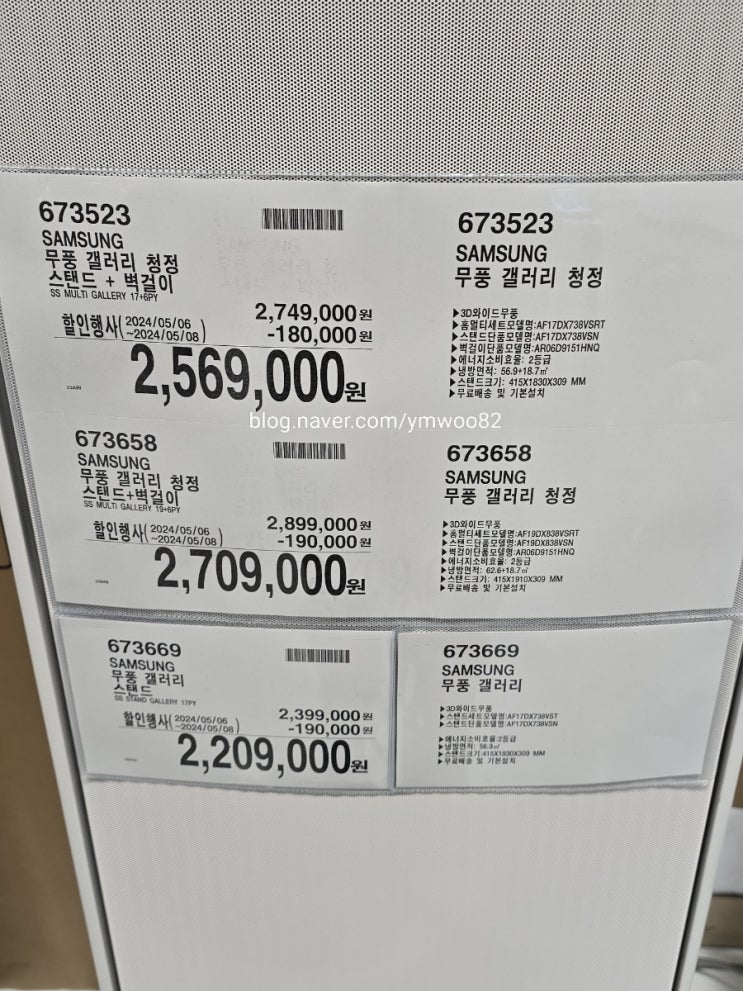 673523
SAMSUNG
무풍 갤러리 청정
스탠드 + 벽걸이
SS MULTI GALLERY 17+6PY
2,749,000원
할인행사(2024/05/06 ~2024/05/08) -180,000원
2,569,000원
673523
SAMSUNG
무풍 갤러리 청정
▶3D와이드무풍
▶홈멀티세트모델명:AF17DX738VSRT
▶스탠드단품모델명:AF17DX738VSN
▶벽걸이단품모델명:AR06D9151HNQ
▶에너지소비효율: 2등급
▶냉방면적: 56.9+18.7㎡
▶스탠드크기: 415X1830X309 MM
▶무료배송 및 기본설치
blog.naver.com/ymwoo82
673658
SAMSUNG
무풍 갤러리 청정
스탠드+벽걸이
SS MULTI GALLERY 19+6PY
2,899,000원
할인행사(2024/05/06 ~2024/05/08) -190,000원
2,709,000원
673658
SAMSUNG
무풍 갤러리 청정
▶3D와이드무풍
▶홈멀티세트모델명:AF19DX838VSRT
▶스탠드단품모델명:AF19DX838VSN
▶벽걸이단품모델명:AR06D9151HNQ
▶에너지소비효율: 2등급
▶냉방면적: 62.6+18.7㎡
▶스탠드크기: 415X1910X309 MM
▶무료배송 및 기본설치
673669
SAMSUNG
무풍 갤러리
스탠드
SS STAND GALLERY 17PY
2,399,000원
할인행사(2024/05/06 ~2024/05/08) -190,000원
2,209,000원
673669
SAMSUNG
무풍 갤러리
▶3D와이드무풍
▶스탠드세트모델명:AF17DX738VST
▶스탠드단품모델명:AF17DX738VSN
▶에너지소비효율:2등급
▶냉방면적: 56.9㎡
▶스탠드크기:415X1830X309 MM
▶무료배송 및 기본설치